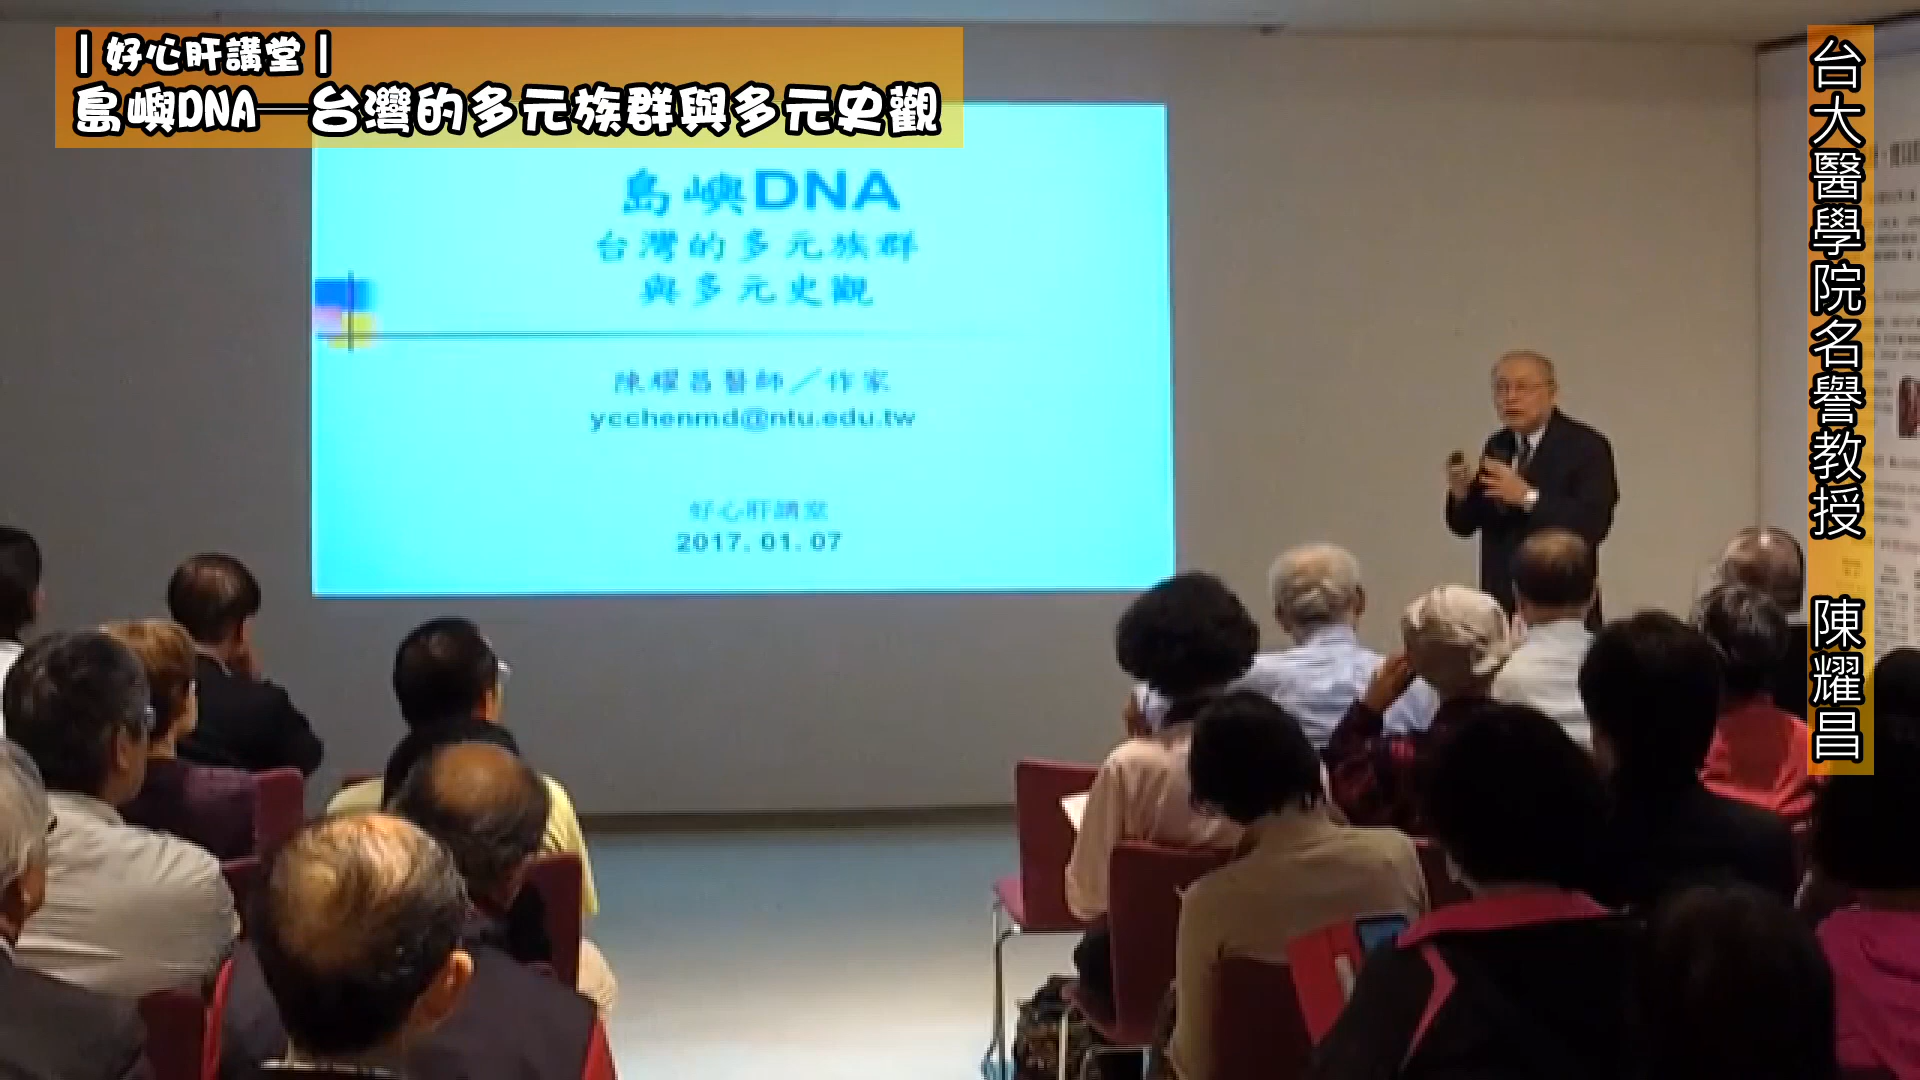 | 好心肝講堂 |
島嶼DNA—台灣的多元族群與多元史觀
島嶼DNA
台灣的多元族群
與多元史觀
陳耀昌醫師／作家
ycchenmd@ntu.edu.tw
好心肝講堂
2017. 01. 07
台大醫學院名譽教授 陳耀昌